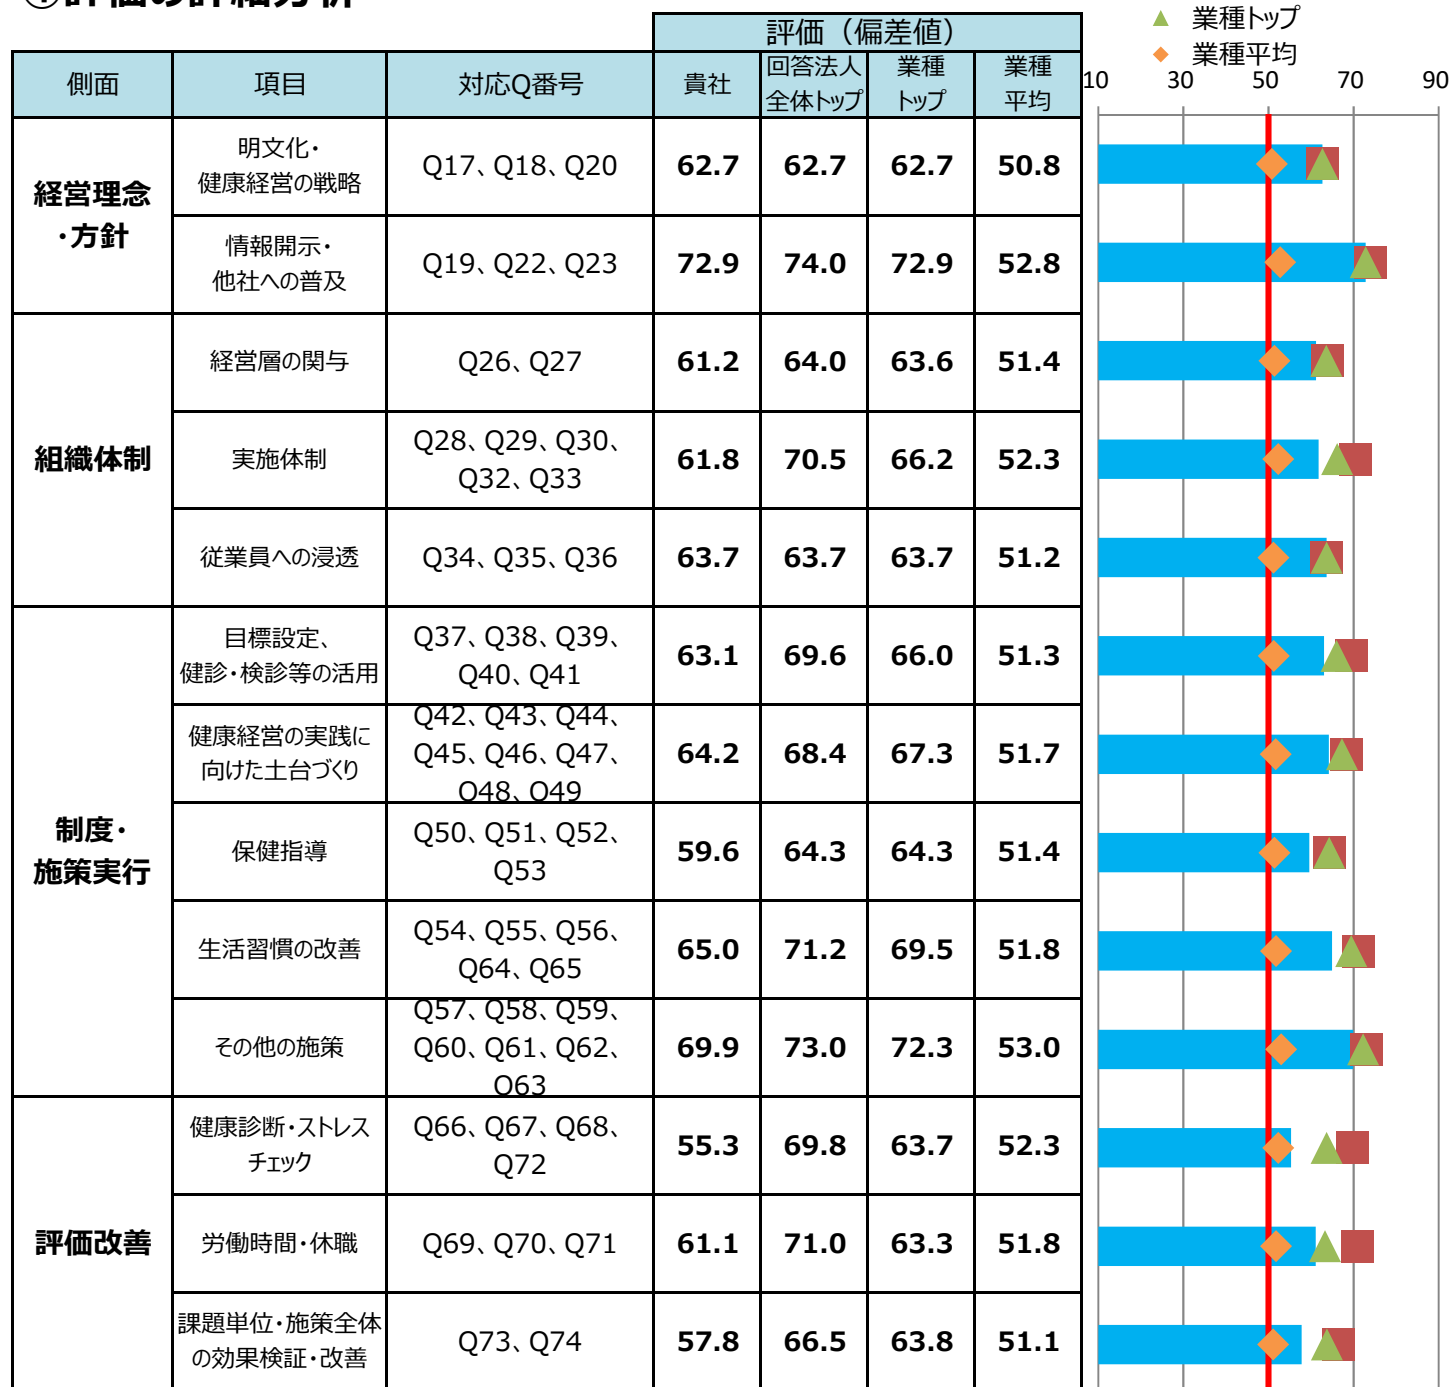 ①評価の詳細分析
▲ 業種トップ
◆ 業種平均
評価（偏差値）
側面 項目 対応Q番号 貴社 回答法人 業種 業種
全体トップ トップ 平均
10 30 50 70 90
経営理念
・方針
明文化・
健康経営の戦略
Q17、Q18、Q20 62.7 62.7 62.7 50.8
情報開示・
他社への普及
Q19、Q22、Q23 72.9 74.0 72.9 52.8
組織体制
経営層の関与 Q26、Q27 61.2 64.0 63.6 51.4
実施体制
Q28、Q29、Q30、
Q32、Q33
61.8 70.5 66.2 52.3
従業員への浸透 Q34、Q35、Q36 63.7 63.7 63.7 51.2
制度・
施策実行
目標設定、
健診・検診等の活用
Q37、Q38、Q39、
Q40、Q41
63.1 69.6 66.0 51.3
健康経営の実践に
向けた土台づくり
Q42、Q43、Q44、
Q45、Q46、Q47、
Q48、Q49
64.2 68.4 67.3 51.7
保健指導
Q50、Q51、Q52、
Q53
59.6 64.3 64.3 51.4
生活習慣の改善
Q54、Q55、Q56、
Q64、Q65
65.0 71.2 69.5 51.8
その他の施策
Q57、Q58、Q59、
Q60、Q61、Q62、
Q63
69.9 73.0 72.3 53.0
評価改善
健康診断・ストレス
チェック
Q66、Q67、Q68、
Q72
55.3 69.8 63.7 52.3
労働時間・休職 Q69、Q70、Q71 61.1 71.0 63.3 51.8
課題単位・施策全体
の効果検証・改善
Q73、Q74 57.8 66.5 63.8 51.1